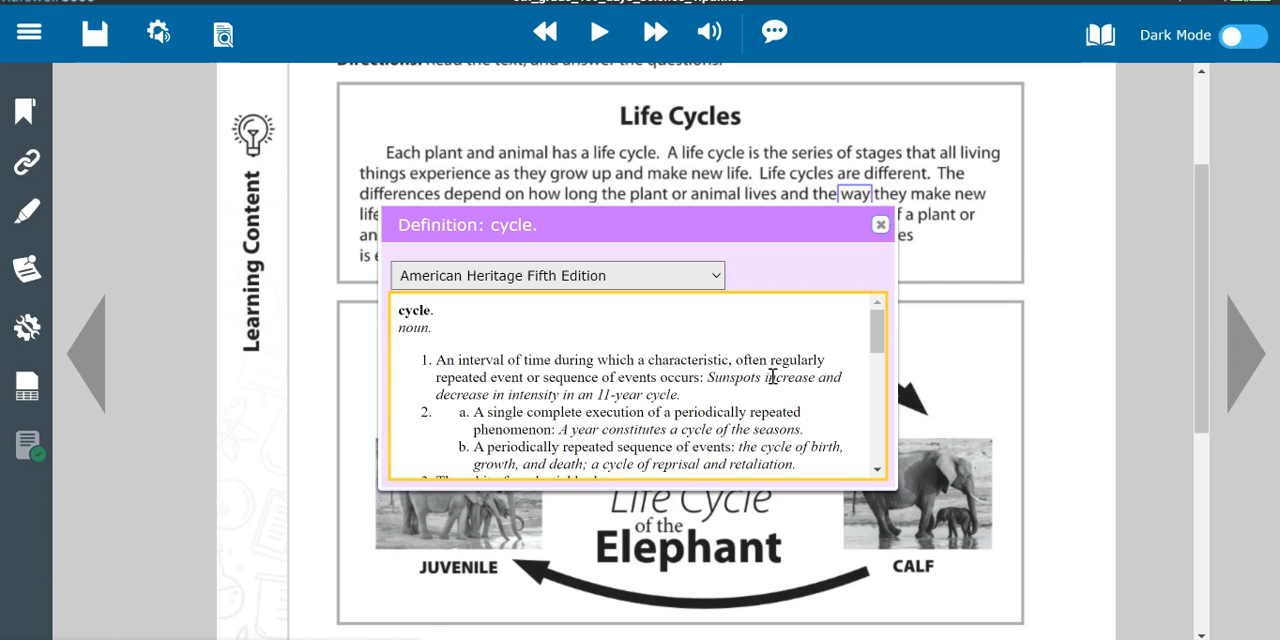 Dark Mode
Directions: Read the text, and answer the questions.
Learning Content
Life Cycles
Each plant and animal has a life cycle. A life cycle is the series of stages that all living
things experience as they grow up and make new life. Life cycles are different. The
differences depend on how long the plant or animal lives and the way they make new
life
f a plant or
an
es
is
Definition: cycle.
American Heritage Fifth Edition
cycle.
noun.
1. An interval of time during which a characteristic, often regularly
repeated event or sequence of events occurs: Sunspots increase and
decrease in intensity in an 11-year cycle.
2. a. A single complete execution of a periodically repeated
phenomenon: A year constitutes a cycle of the seasons.
b. A periodically repeated sequence of events: the cycle of birth,
growth, and death; a cycle of reprisal and retaliation.
Life Cycle
of the
Elephant
JUVENILE
CALF